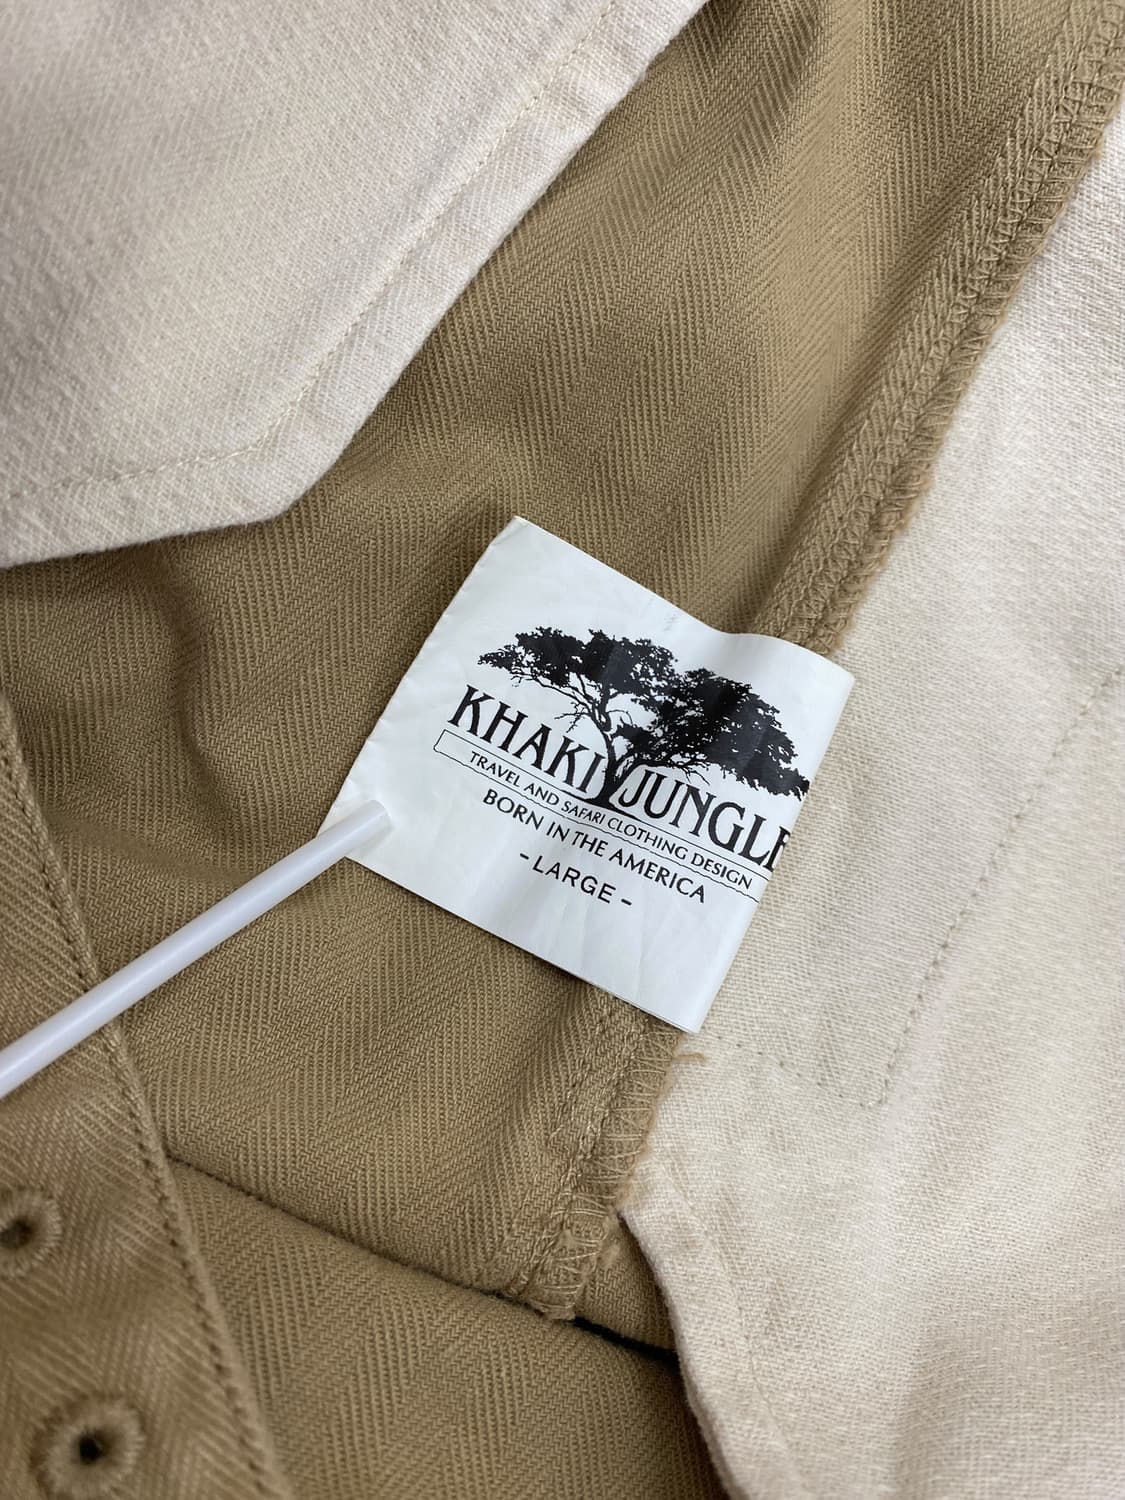 KHAKI JUNGLE
TRAVEL AND SAFARI CLOTHING DESIGN
BORN IN THE AMERICA
-LARGE-